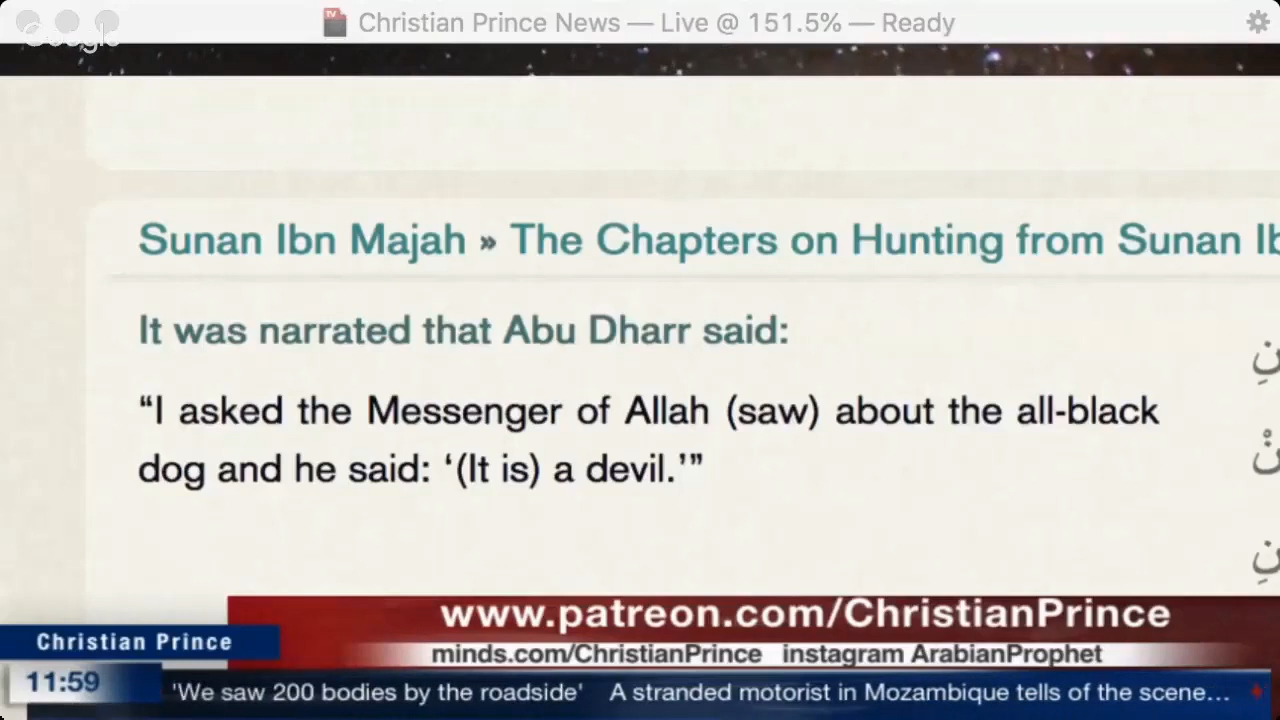 Christian Prince News — Live @ 151.5% — Ready
Google
Sunan Ibn Majah » The Chapters on Hunting from Sunan Ib
It was narrated that Abu Dharr said:
“I asked the Messenger of Allah (saw) about the all-black
dog and he said: ‘(It is) a devil.’”
www.patreon.com/ChristianPrince
Christian Prince
minds.com/ChristianPrince instagram ArabianProphet
11:59
'We saw 200 bodies by the roadside' A stranded motorist in Mozambique tells of the scene...